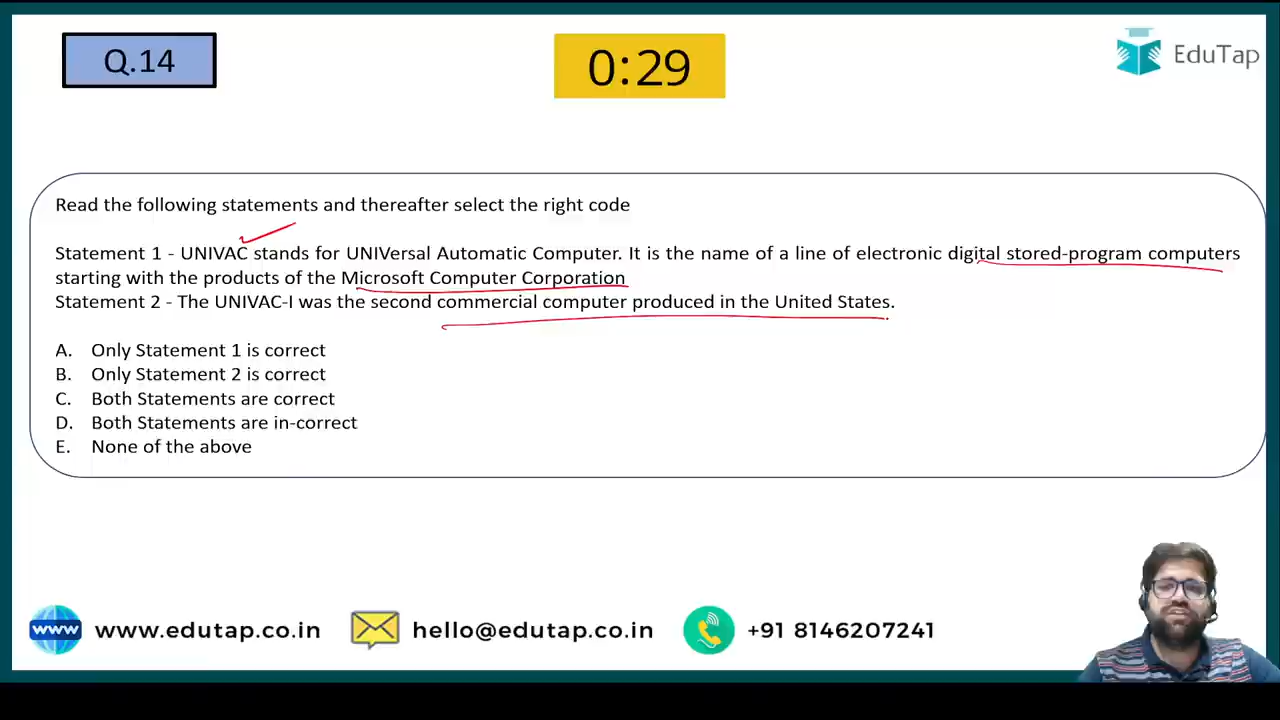 Q.14
0:29
EduTap
Read the following statements and thereafter select the right code
Statement 1 - UNIVAC stands for UNIVersal Automatic Computer. It is the name of a line of electronic digital stored-program computers
starting with the products of the Microsoft Computer Corporation
Statement 2 - The UNIVAC-I was the second commercial computer produced in the United States.
A. Only Statement 1 is correct
B. Only Statement 2 is correct
C. Both Statements are correct
D. Both Statements are in-correct
E. None of the above
www www.edutap.co.in hello@edutap.co.in +91 8146207241